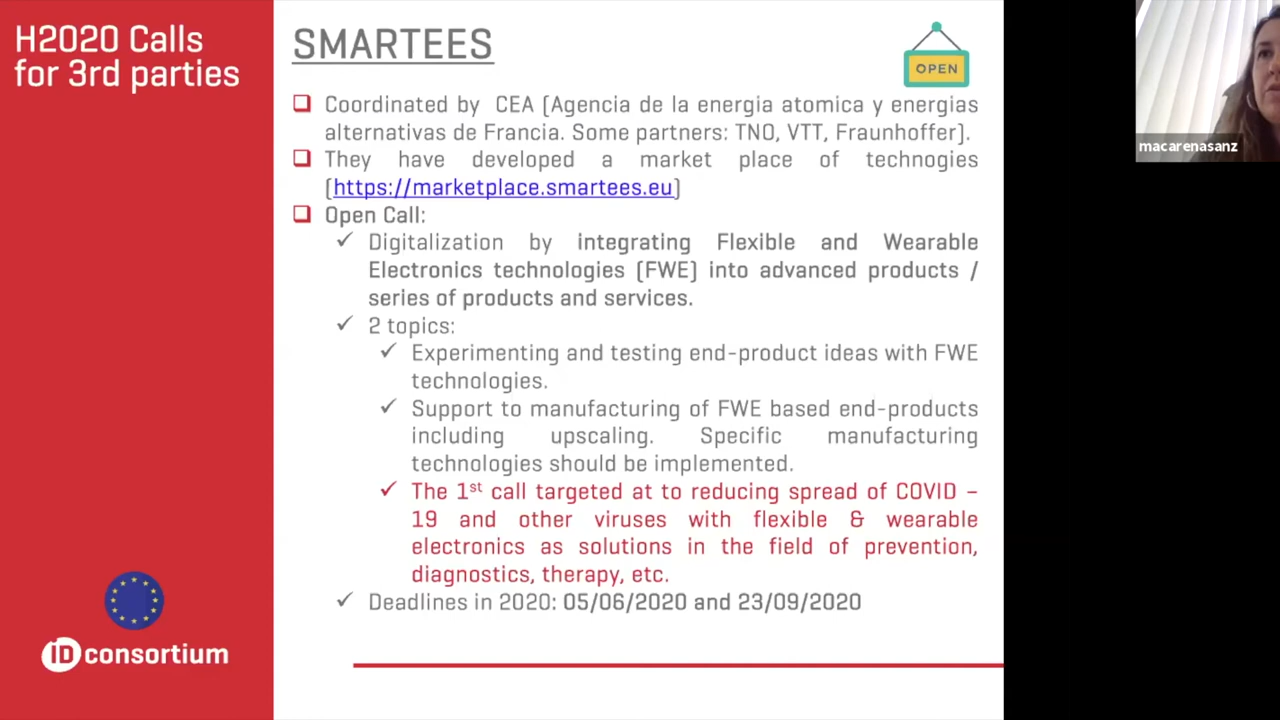 H2020 Calls
for 3rd parties
SMARTEES
OPEN
Coordinated by CEA [Agencia de la energia atomica y energias
alternativas de Francia. Some partners: TNO, VTT, Fraunhoffer].
They have developed a market place of technogies
[https://marketplace.smartees.eu]
Open Call:
Digitalization by integrating Flexible and Wearable
Electronics technologies [FWE] into advanced products /
series of products and services.
2 topics:
Experimenting and testing end-product ideas with FWE
technologies.
Support to manufacturing of FWE based end-products
including upscaling. Specific manufacturing
technologies should be implemented.
The 1st call targeted at to reducing spread of COVID –
19 and other viruses with flexible & wearable
electronics as solutions in the field of prevention,
diagnostics, therapy, etc.
Deadlines in 2020: 05/06/2020 and 23/09/2020
iD consortium
macarenasanz